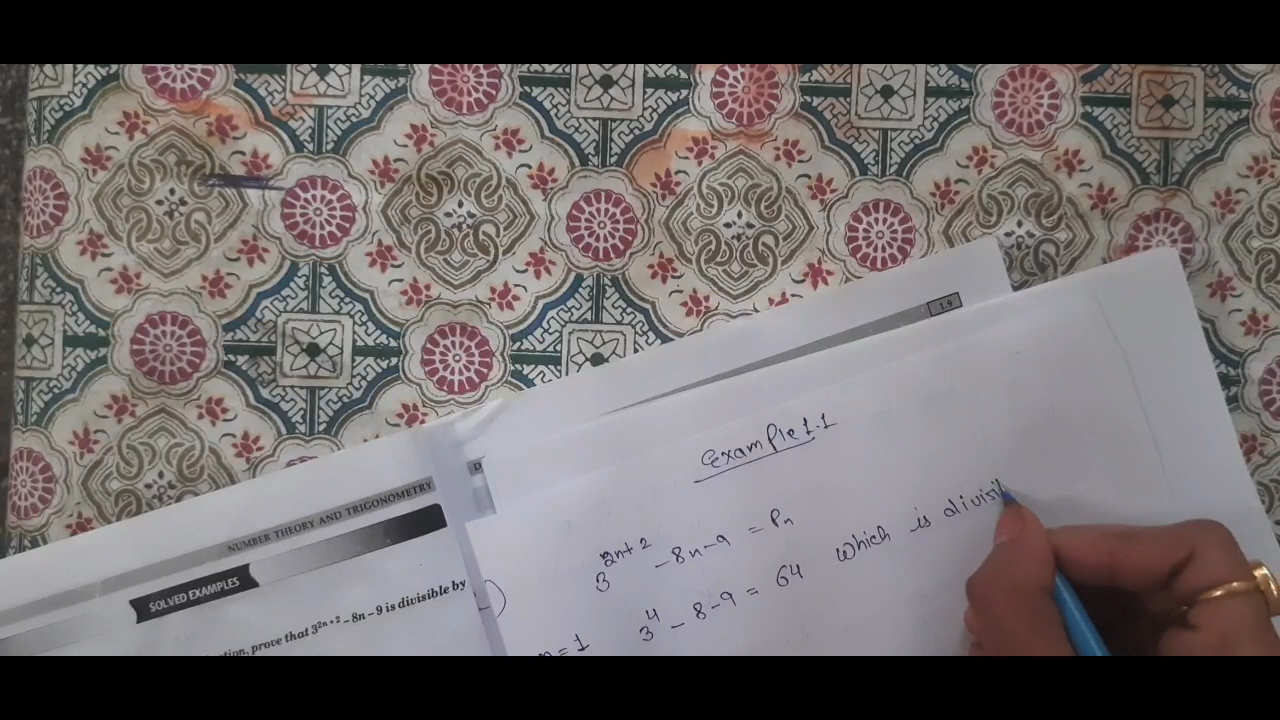 1.9
NUMBER THEORY AND TRIGONOMETRY
SOLVED EXAMPLES
prove that 3^{2n+2} – 8n – 9 is divisible by
D
Example 1.1
3^{2n+2} - 8n - 9 = Pn
n = 1 3^4 - 8 - 9 = 64 which is divisi